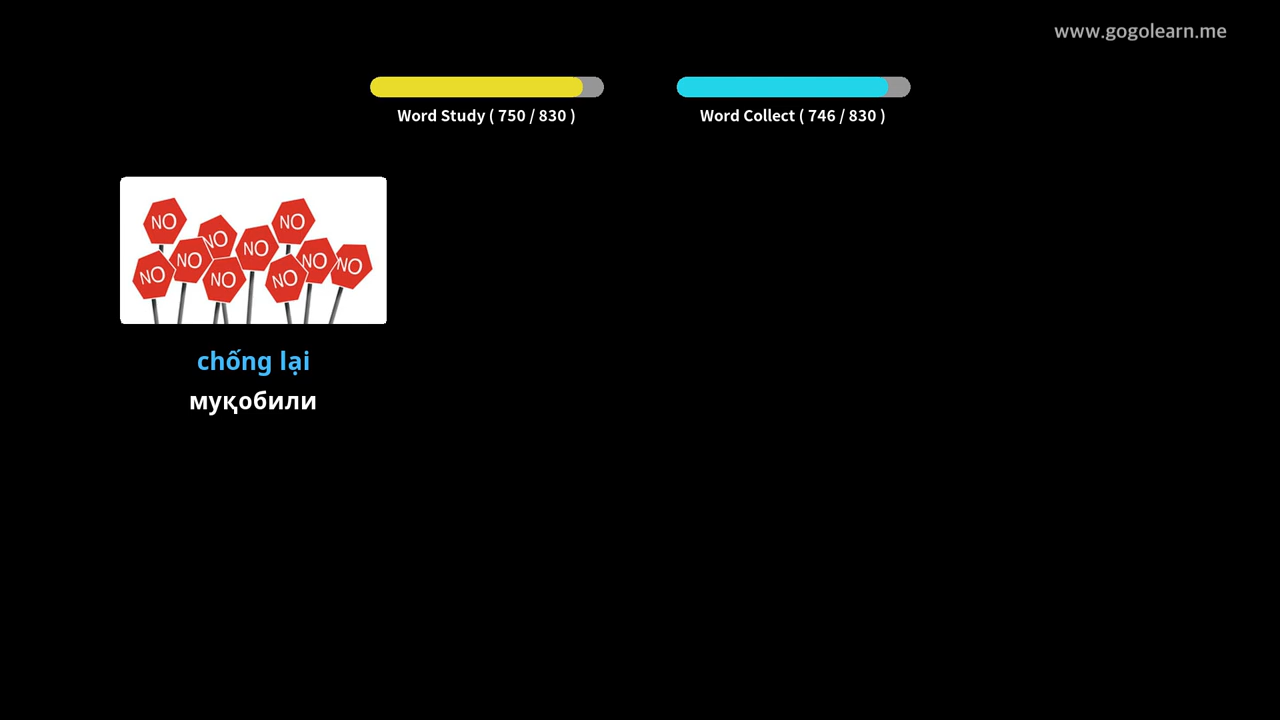 www.gogolearn.me
Word Study ( 750 / 830 )
Word Collect ( 746 / 830 )
NO
NO
NO
NO
NO
NO
NO
NO
NO
NO
chống lại
муқобили